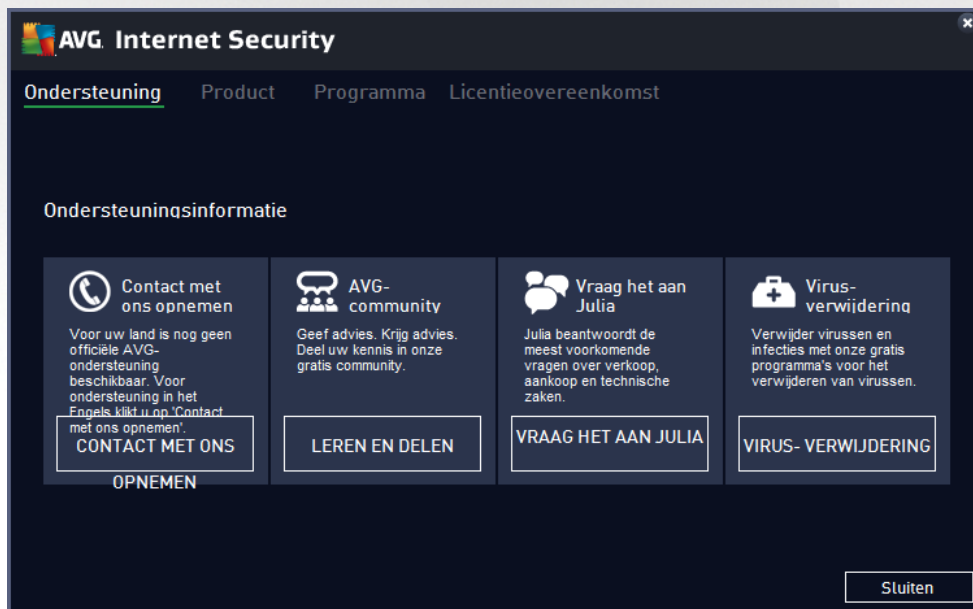 AVG. Internet Security
Ondersteuning Product Programma Licentieovereenkomst
Ondersteuningsinformatie
Contact met
ons opnemen
Voor uw land is nog geen
officiële AVG-
ondersteuning
beschikbaar. Voor
ondersteuning in het
Engels klikt u op 'Contact
met ons opnemen'.
CONTACT MET ONS
OPNEMEN
AVG-
community
Geef advies. Krijg advies.
Deel uw kennis in onze
gratis community.
LEREN EN DELEN
Vraag het aan
Julia
Julia beantwoordt de
meest voorkomende
vragen over verkoop,
aankoop en technische
zaken.
VRAAG HET AAN JULIA
Virus-
verwijdering
Verwijder virussen en
infecties met onze gratis
programma's voor het
verwijderen van virussen.
VIRUS- VERWIJDERING
Sluiten